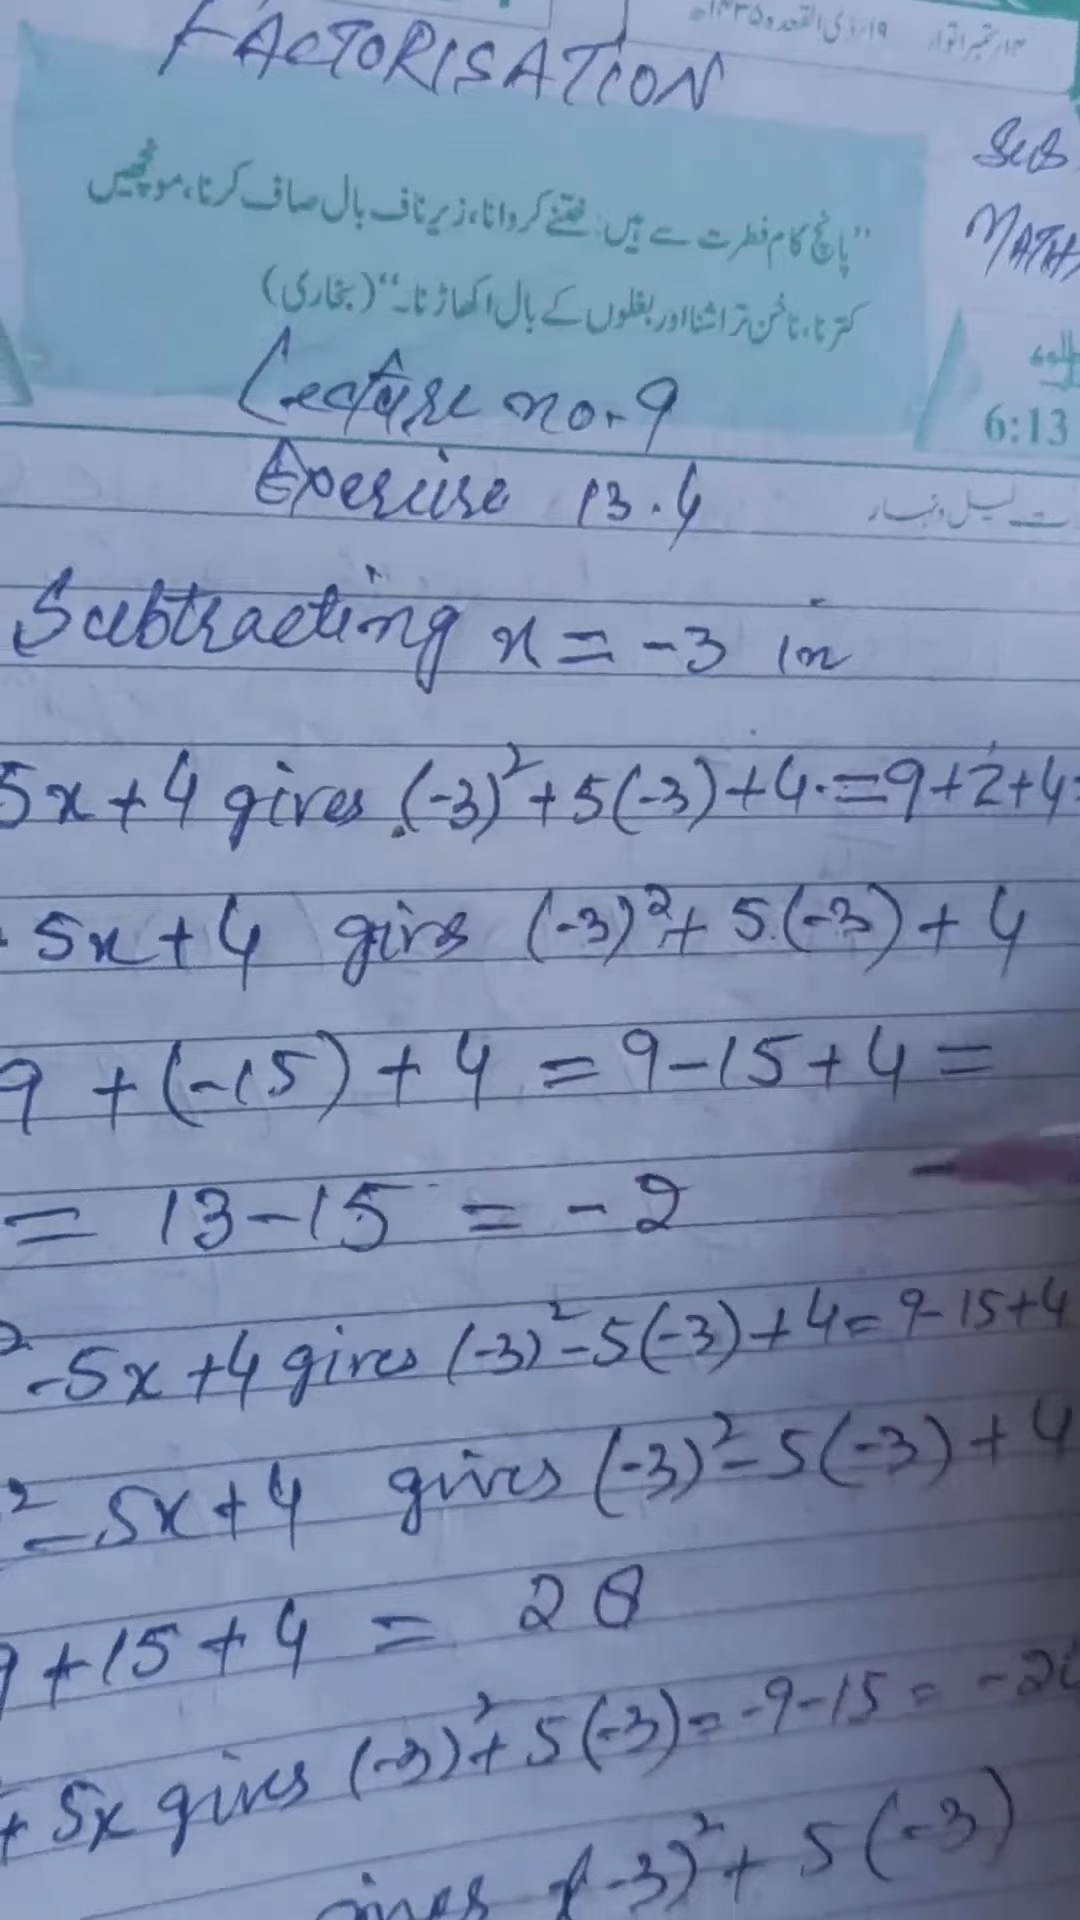 ۱۴ ستمبر اتوار ۱۹ ذی القعدہ ۱۴۳۵ھ
FACTORISATION
Sub
MATH
"پانچ کام فطرت سے ہیں: ختنے کروانا، زیر ناف بال صاف کرنا، مونچھیں
کترنا، ناخن تراشنا اور بغلوں کے بال اکھاڑنا۔" (بخاری)
6:13
Lecture no-9
Exercise 13.4
لیل و نہار
Subtracting x = -3 in
5x+4 gives (-3)²+5(-3)+4.=9+2+4=
5x+4 gives (-3)²+ 5(-3)+ 4
9 +(-15)+4 = 9-15+4 =
= 13-15 = -2
²-5x+4 gives (-3)²-5(-3)+4= 9-15+4
²-5x+4 gives (-3)²-5(-3)+4
9+15+4 = 28
+ 5x gives (-3)²+5(-3)= -9-15 = -2
(-3)²+ 5(-3)